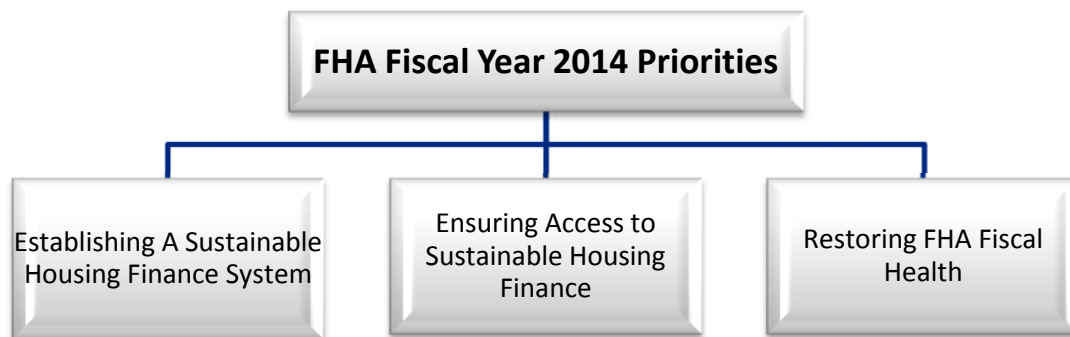 FHA Fiscal Year 2014 Priorities
Establishing A Sustainable
Housing Finance System
Ensuring Access to
Sustainable Housing
Finance
Restoring FHA Fiscal
Health